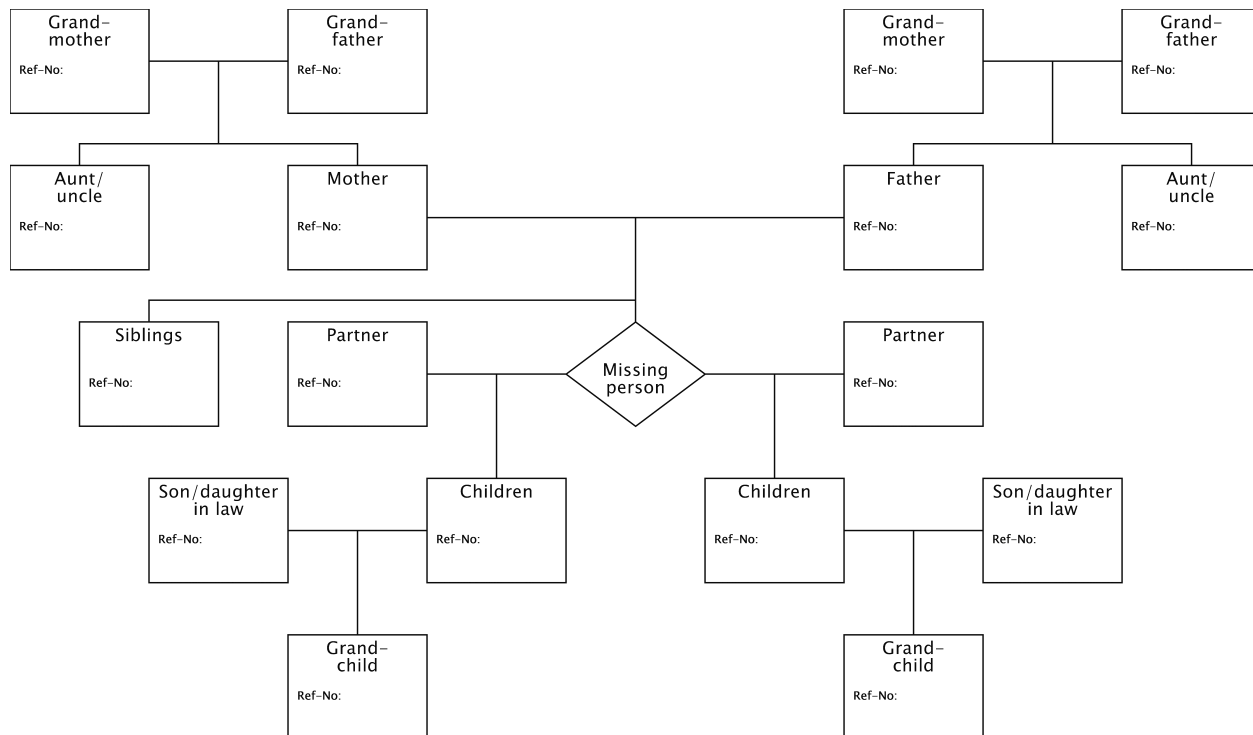 Grand-
mother
Ref-No:
Grand-
father
Ref-No:
Grand-
mother
Ref-No:
Grand-
father
Ref-No:
Aunt/
uncle
Ref-No:
Mother
Ref-No:
Father
Ref-No:
Aunt/
uncle
Ref-No:
Siblings
Ref-No:
Partner
Ref-No:
Missing
person
Partner
Ref-No:
Son/daughter
in law
Ref-No:
Children
Ref-No:
Children
Ref-No:
Son/daughter
in law
Ref-No:
Grand-
child
Ref-No:
Grand-
child
Ref-No: